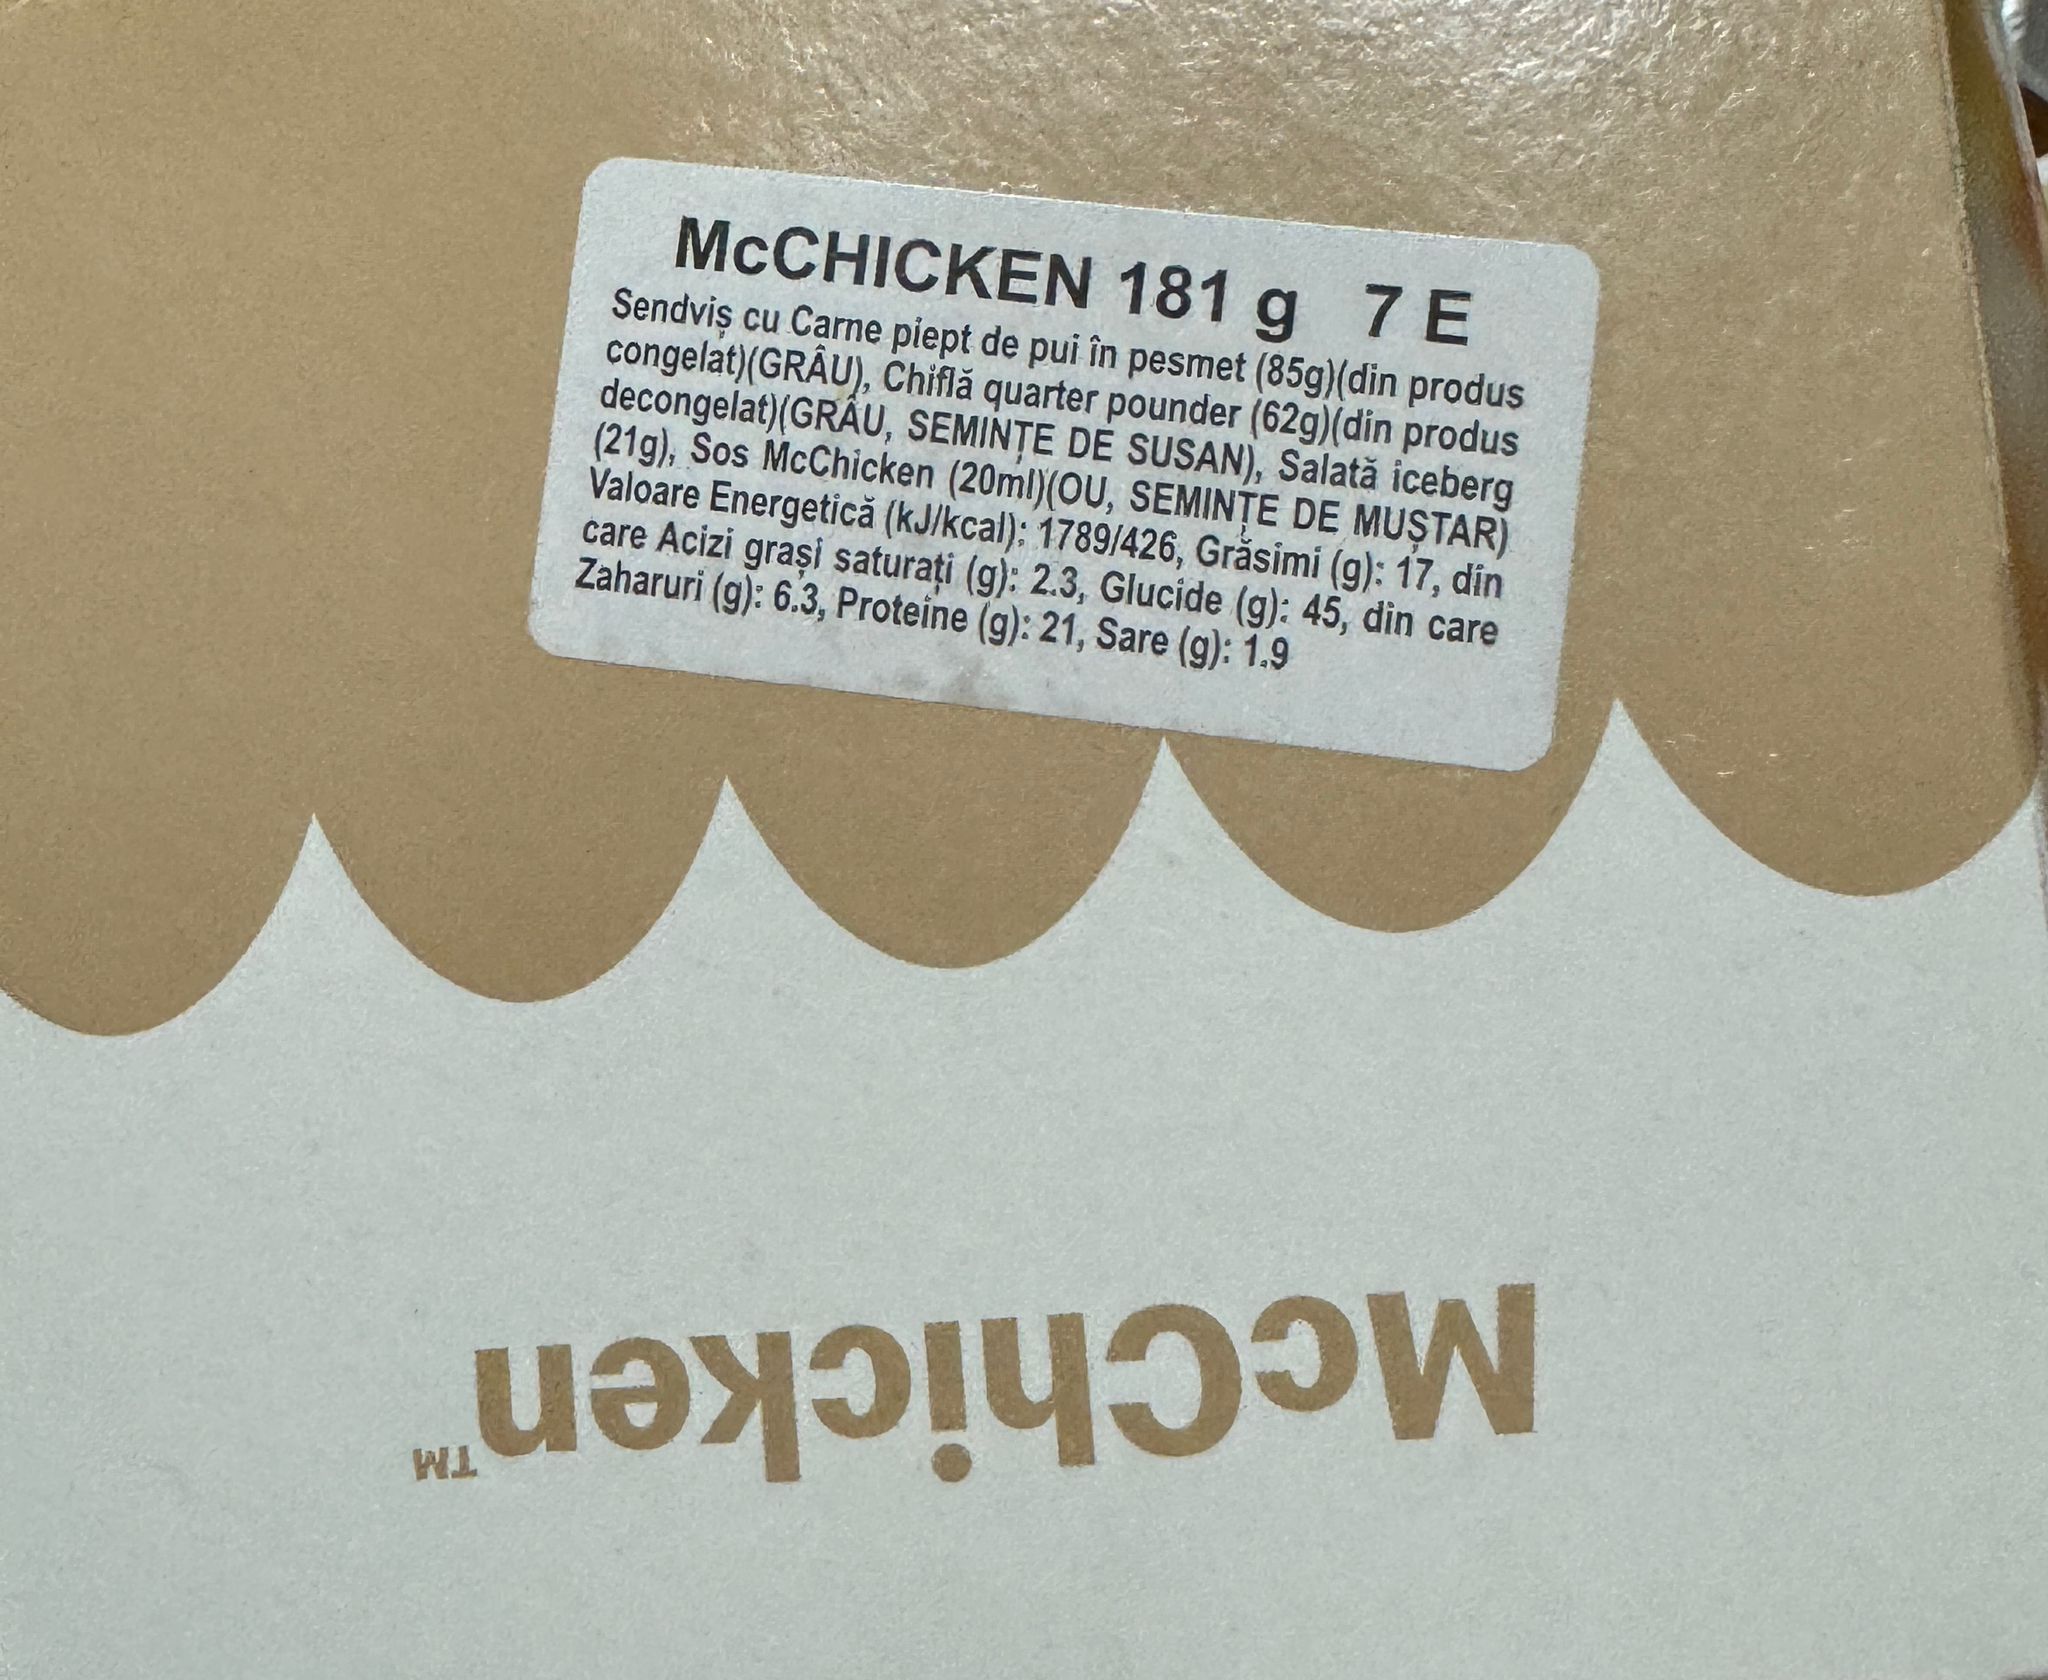 McCHICKEN 181 g 7 E
Sendviș cu Carne piept de pui în pesmet (85g)(din produs
congelat)(GRÂU), Chiflă quarter pounder (62g)(din produs
decongelat)(GRÂU, SEMINȚE DE SUSAN), Salată iceberg
(21g), Sos McChicken (20ml)(OU, SEMINȚE DE MUȘTAR)
Valoare Energetică (kJ/kcal): 1789/426, Grăsimi (g): 17, din
care Acizi grași saturați (g): 2.3, Glucide (g): 45, din care
Zaharuri (g): 6.3, Proteine (g): 21, Sare (g): 1.9
McChicken™